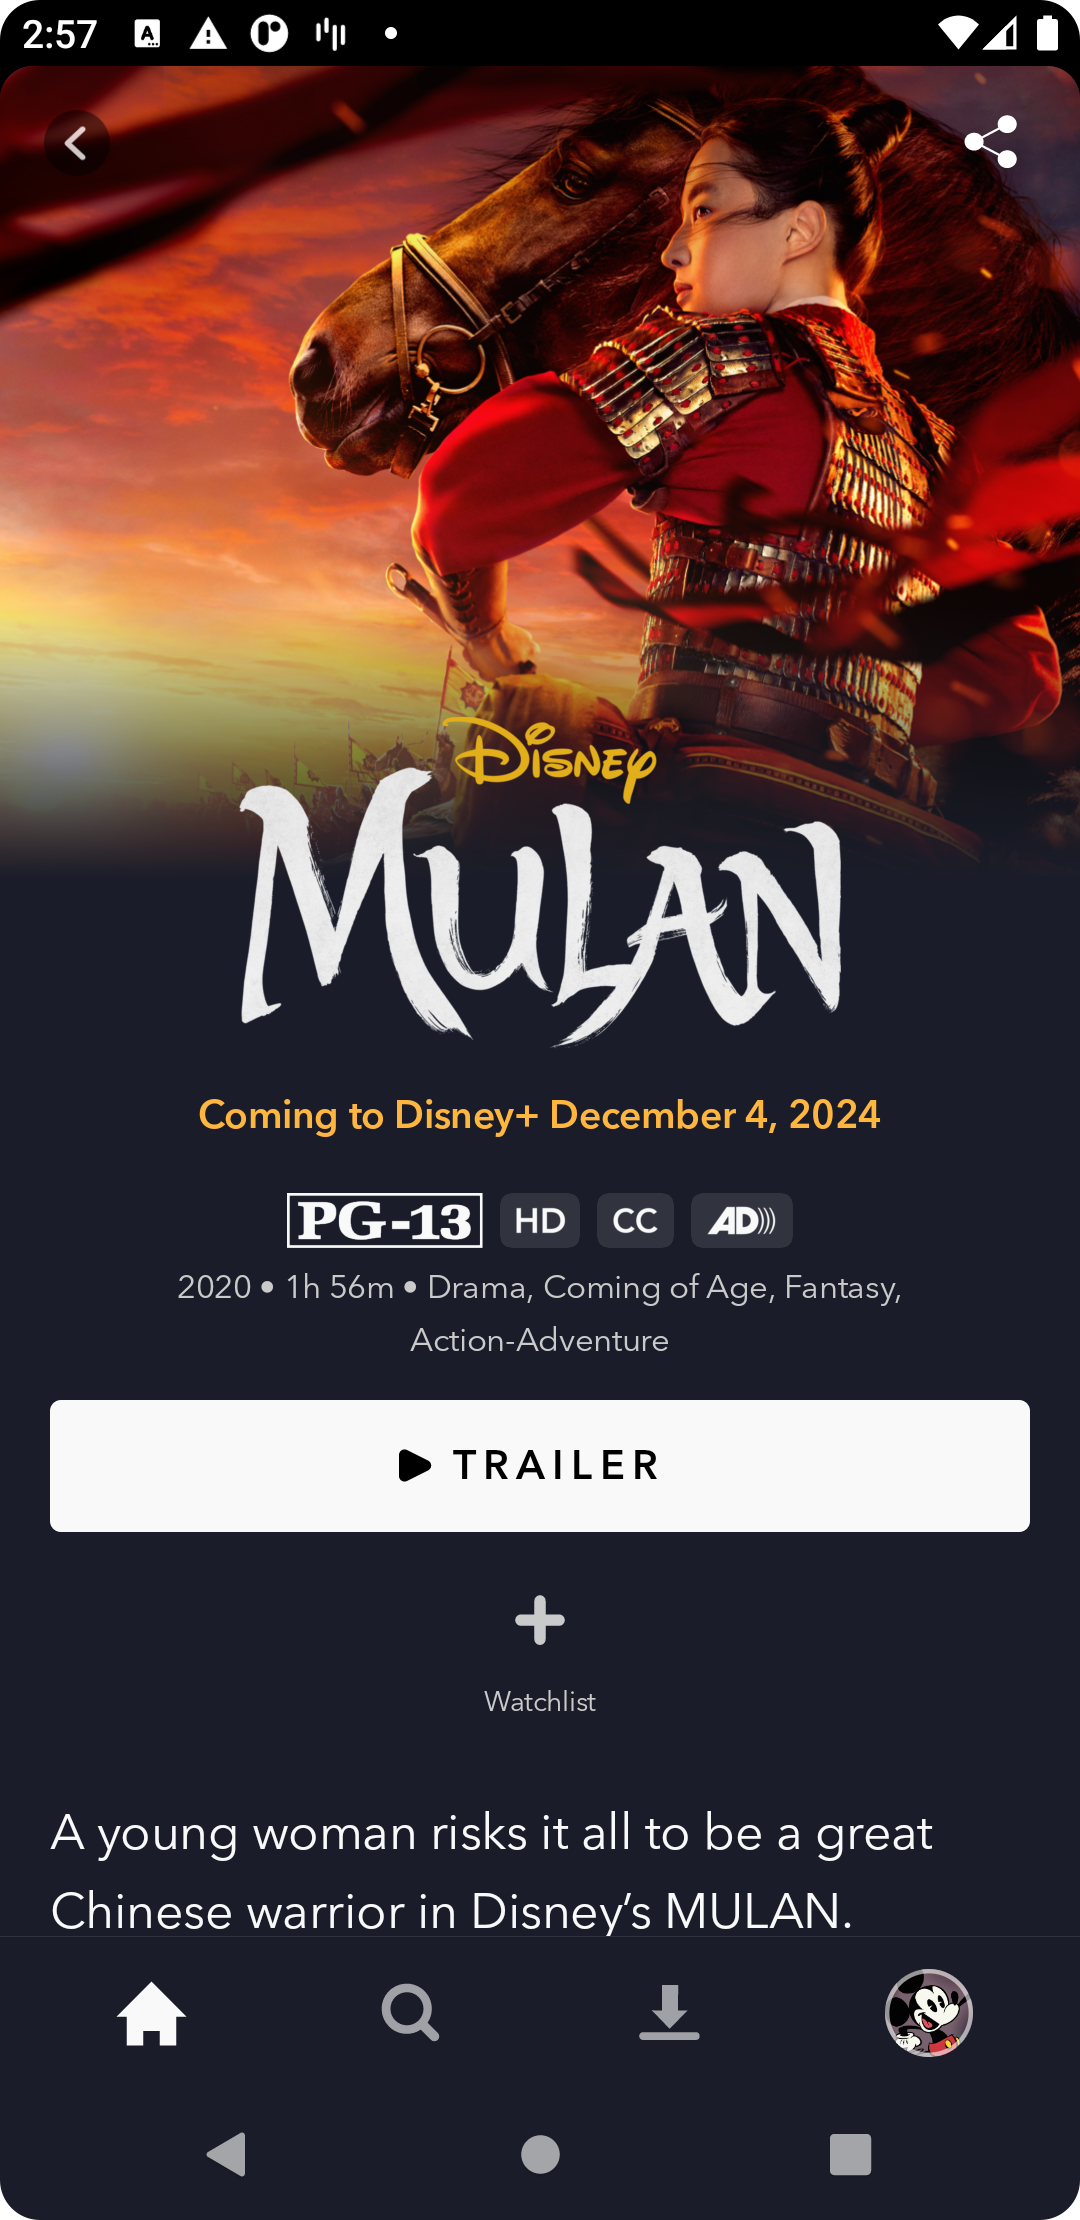 2:57
Disney
MULAN
Coming to Disney+ December 4, 2024
PG-13 HD CC AD
2020 • 1h 56m • Drama, Coming of Age, Fantasy,
Action-Adventure
TRAILER
Watchlist
A young woman risks it all to be a great
Chinese warrior in Disney’s MULAN.